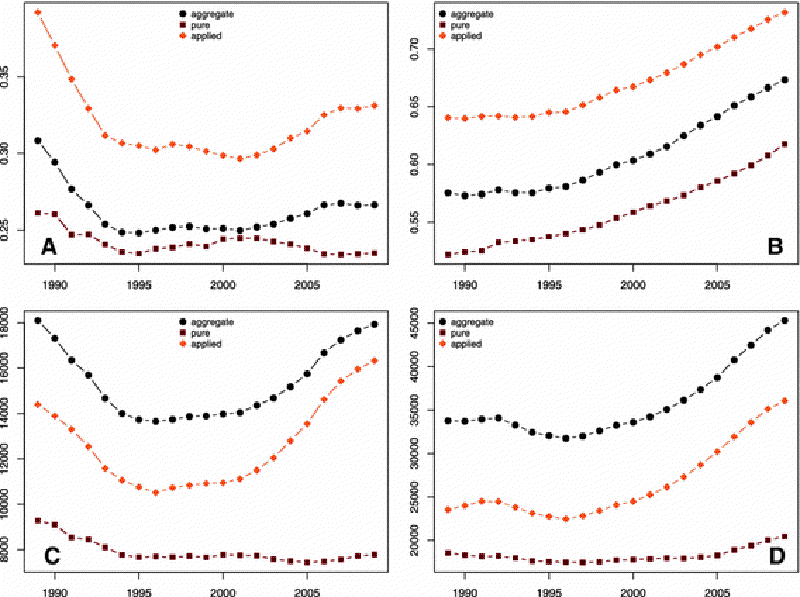 aggregate
pure
applied
0.35
0.30
0.25
A
1990 1995 2000 2005
aggregate
pure
applied
0.70
0.65
0.60
0.55
B
1990 1995 2000 2005
aggregate
pure
applied
18000
16000
14000
12000
10000
8000
C
1990 1995 2000 2005
aggregate
pure
applied
45000
40000
35000
30000
25000
20000
D
1990 1995 2000 2005